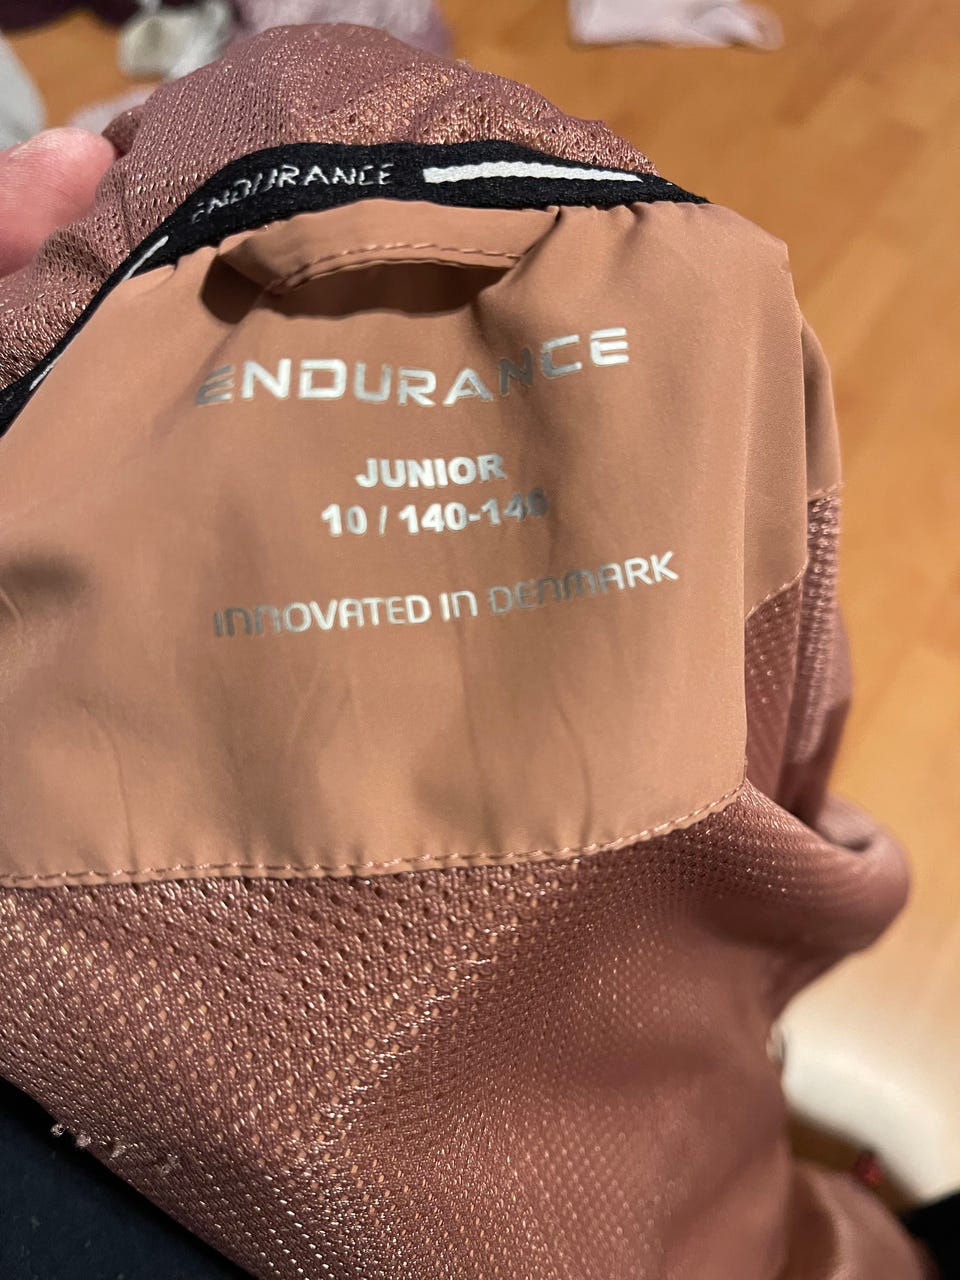 ENDURANCE
ENDURANCE
JUNIOR
10 / 140-146
INNOVATED IN DENMARK